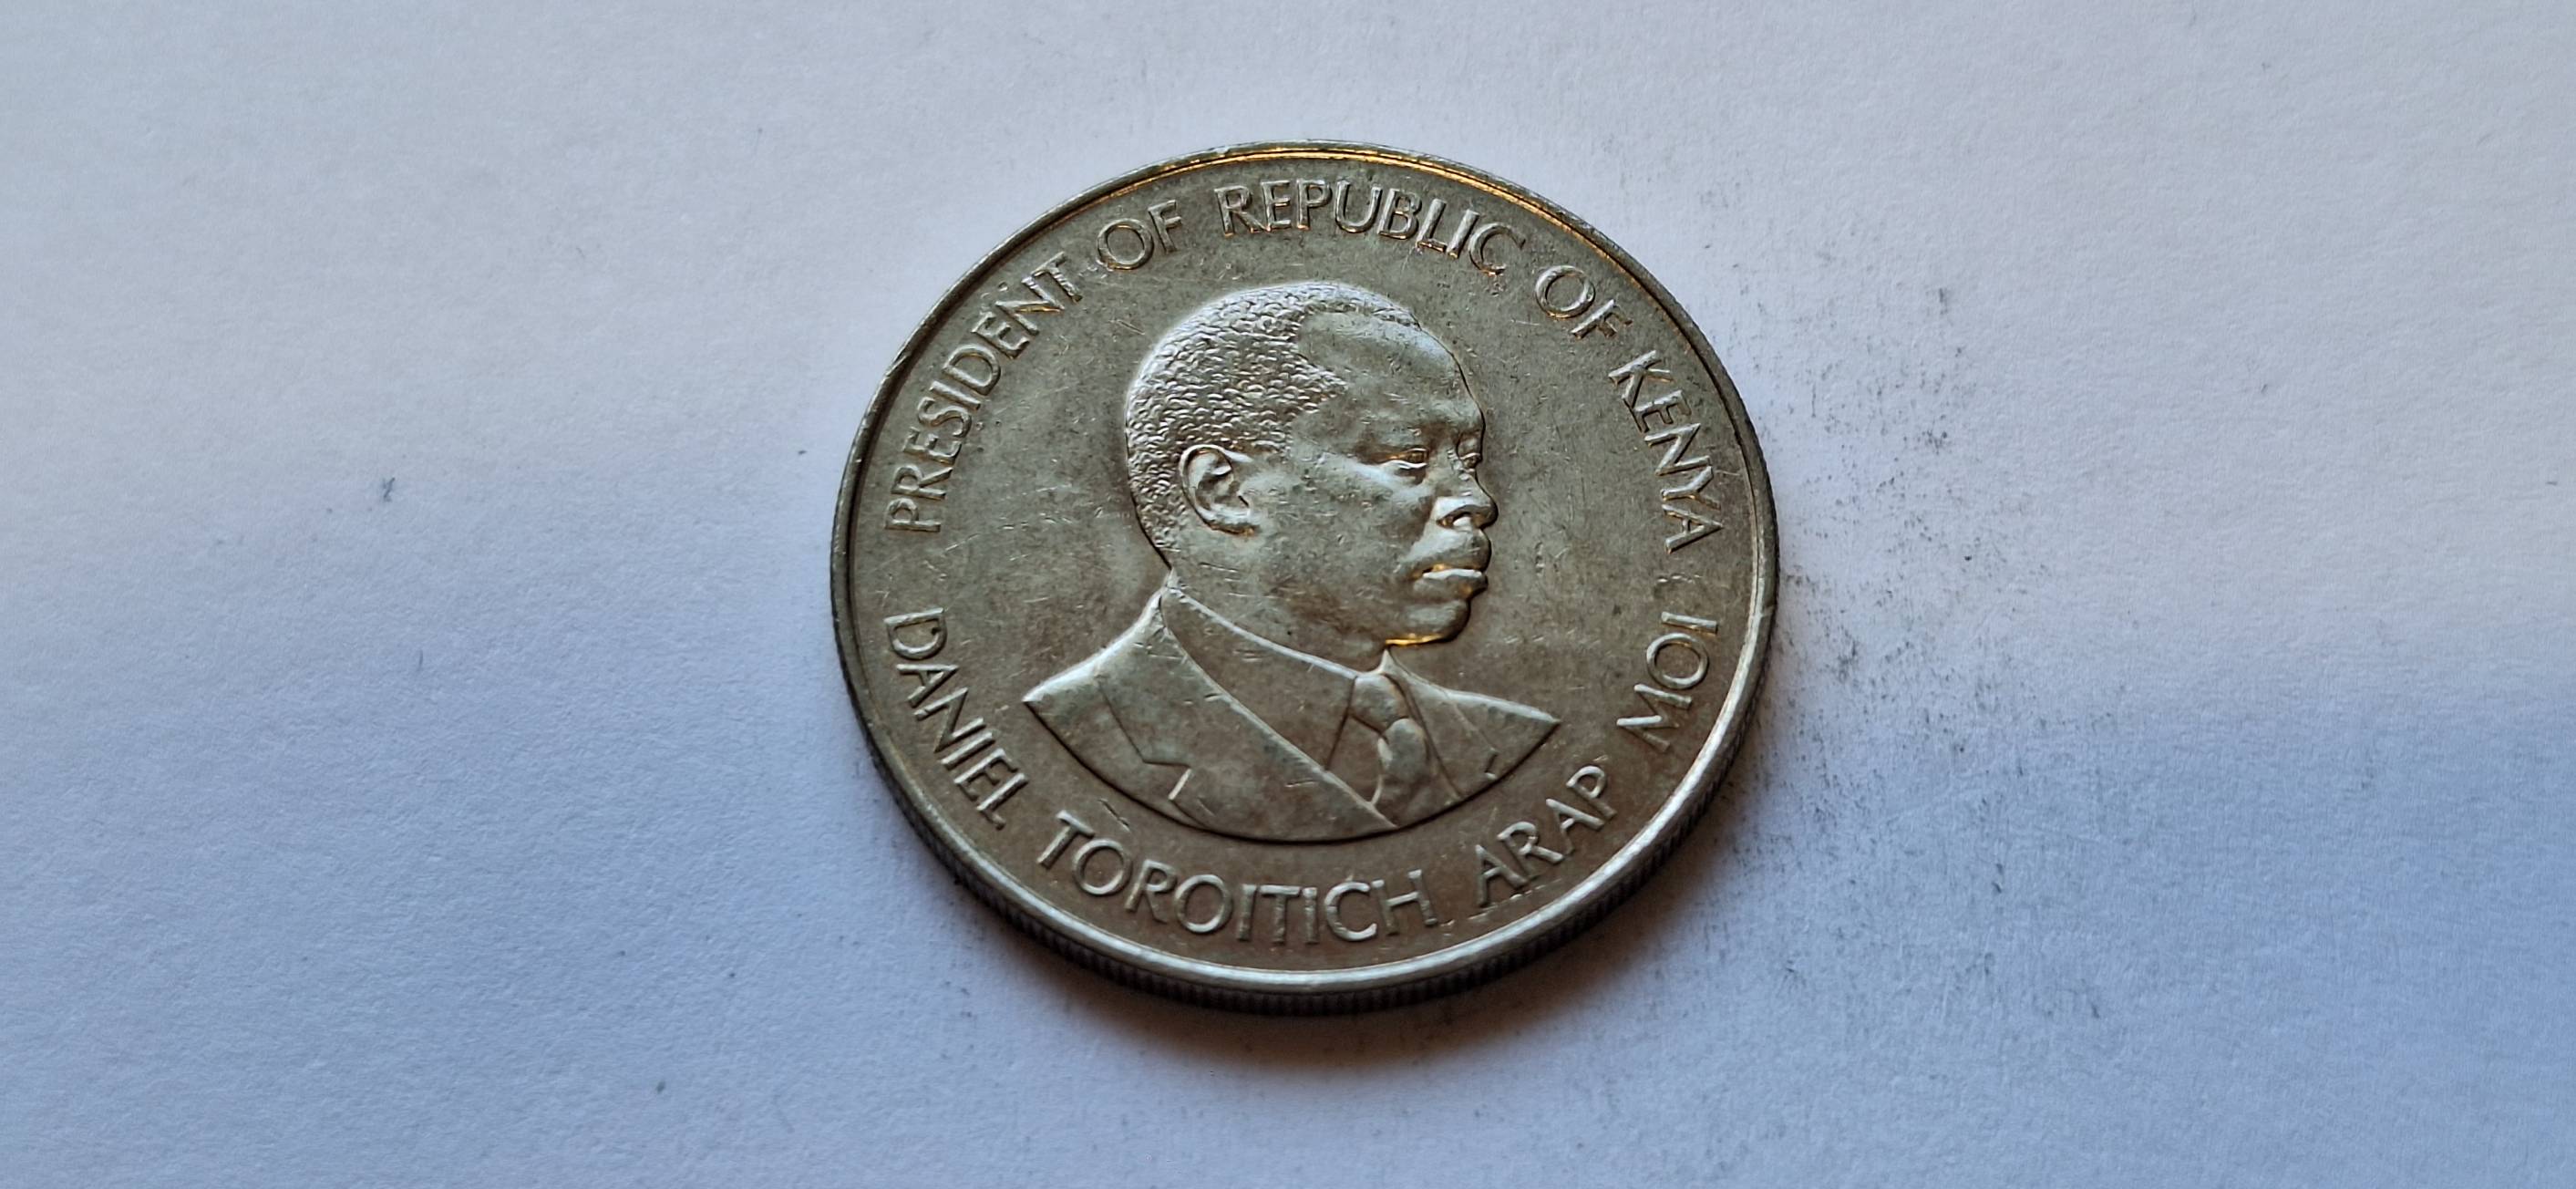 PRESIDENT OF REPUBLIC OF KENYA
DANIEL TOROITICH ARAP MOI